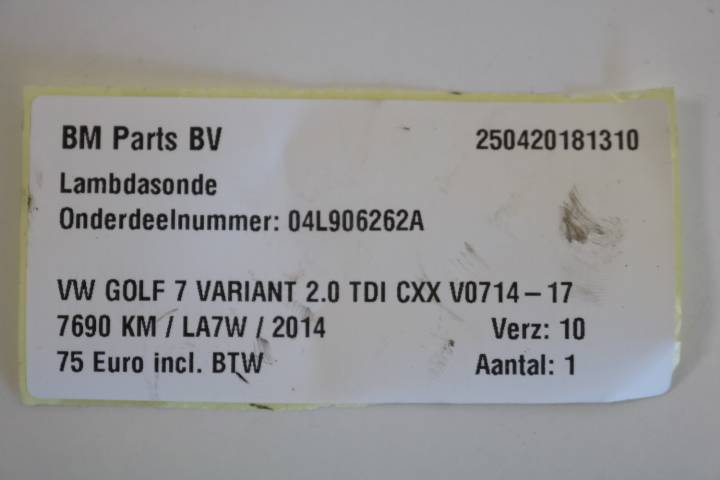 BM Parts BV 250420181310
Lambdasonde
Onderdeelnummer: 04L906262A
VW GOLF 7 VARIANT 2.0 TDI CXX V0714-17
7690 KM / LA7W / 2014 Verz: 10
75 Euro incl. BTW Aantal: 1